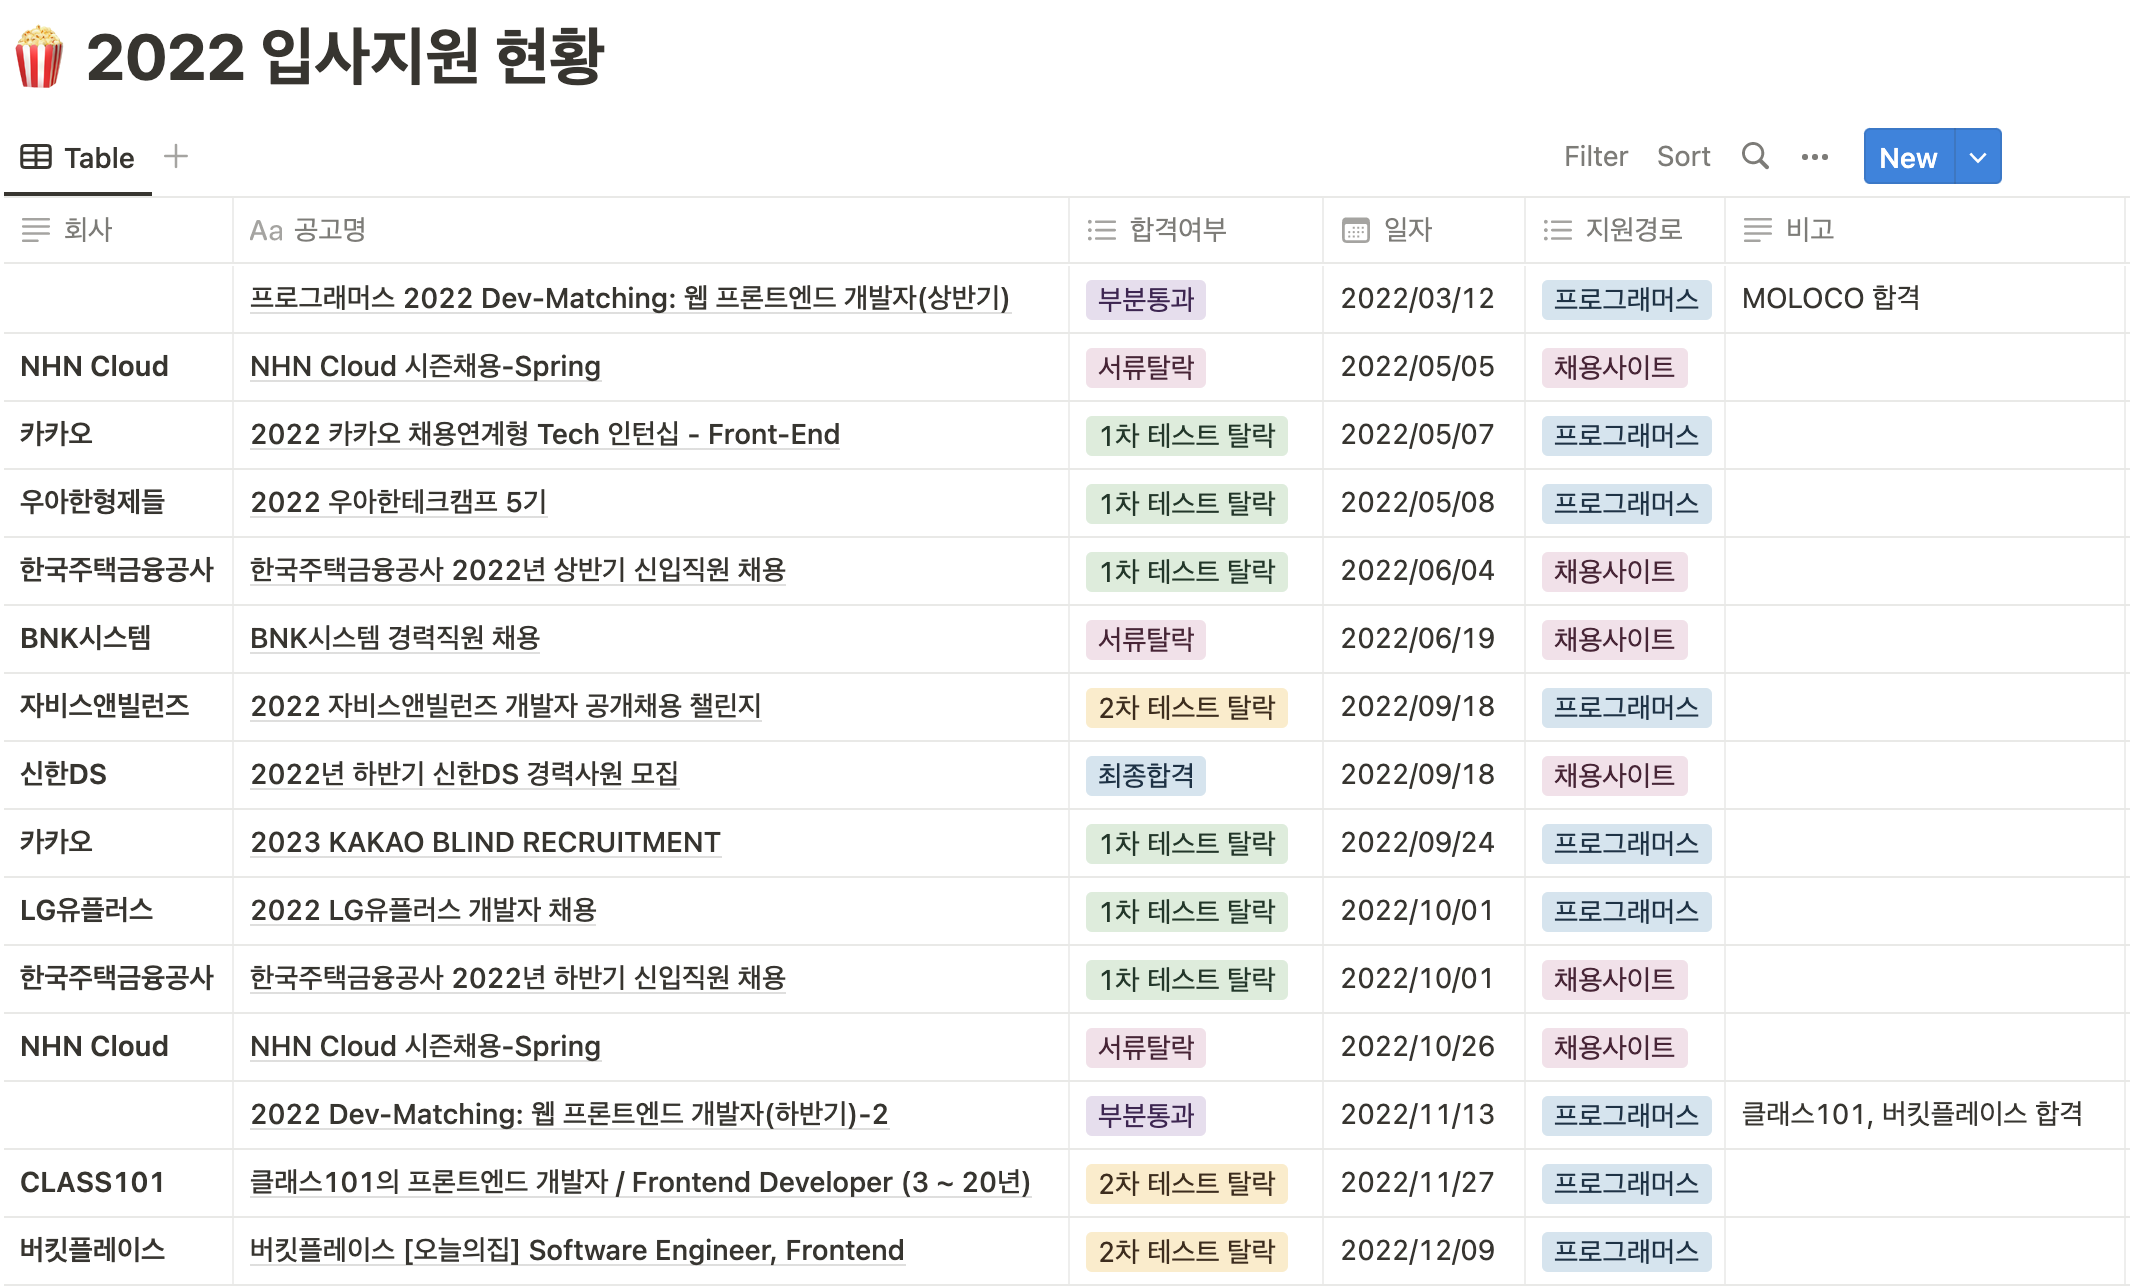 2022 입사지원 현황
Table
Filter Sort New
회사 Aa 공고명 합격여부 일자 지원경로 비고
프로그래머스 2022 Dev-Matching: 웹 프론트엔드 개발자(상반기) 부분통과 2022/03/12 프로그래머스 MOLOCO 합격
NHN Cloud NHN Cloud 시즌채용-Spring 서류탈락 2022/05/05 채용사이트
카카오 2022 카카오 채용연계형 Tech 인턴십 - Front-End 1차 테스트 탈락 2022/05/07 프로그래머스
우아한형제들 2022 우아한테크캠프 5기 1차 테스트 탈락 2022/05/08 프로그래머스
한국주택금융공사 한국주택금융공사 2022년 상반기 신입직원 채용 1차 테스트 탈락 2022/06/04 채용사이트
BNK시스템 BNK시스템 경력직원 채용 서류탈락 2022/06/19 채용사이트
자비스앤빌런즈 2022 자비스앤빌런즈 개발자 공개채용 챌린지 2차 테스트 탈락 2022/09/18 프로그래머스
신한DS 2022년 하반기 신한DS 경력사원 모집 최종합격 2022/09/18 채용사이트
카카오 2023 KAKAO BLIND RECRUITMENT 1차 테스트 탈락 2022/09/24 프로그래머스
LG유플러스 2022 LG유플러스 개발자 채용 1차 테스트 탈락 2022/10/01 프로그래머스
한국주택금융공사 한국주택금융공사 2022년 하반기 신입직원 채용 1차 테스트 탈락 2022/10/01 채용사이트
NHN Cloud NHN Cloud 시즌채용-Spring 서류탈락 2022/10/26 채용사이트
2022 Dev-Matching: 웹 프론트엔드 개발자(하반기)-2 부분통과 2022/11/13 프로그래머스 클래스101, 버킷플레이스 합격
CLASS101 클래스101의 프론트엔드 개발자 / Frontend Developer (3 ~ 20년) 2차 테스트 탈락 2022/11/27 프로그래머스
버킷플레이스 버킷플레이스 [오늘의집] Software Engineer, Frontend 2차 테스트 탈락 2022/12/09 프로그래머스